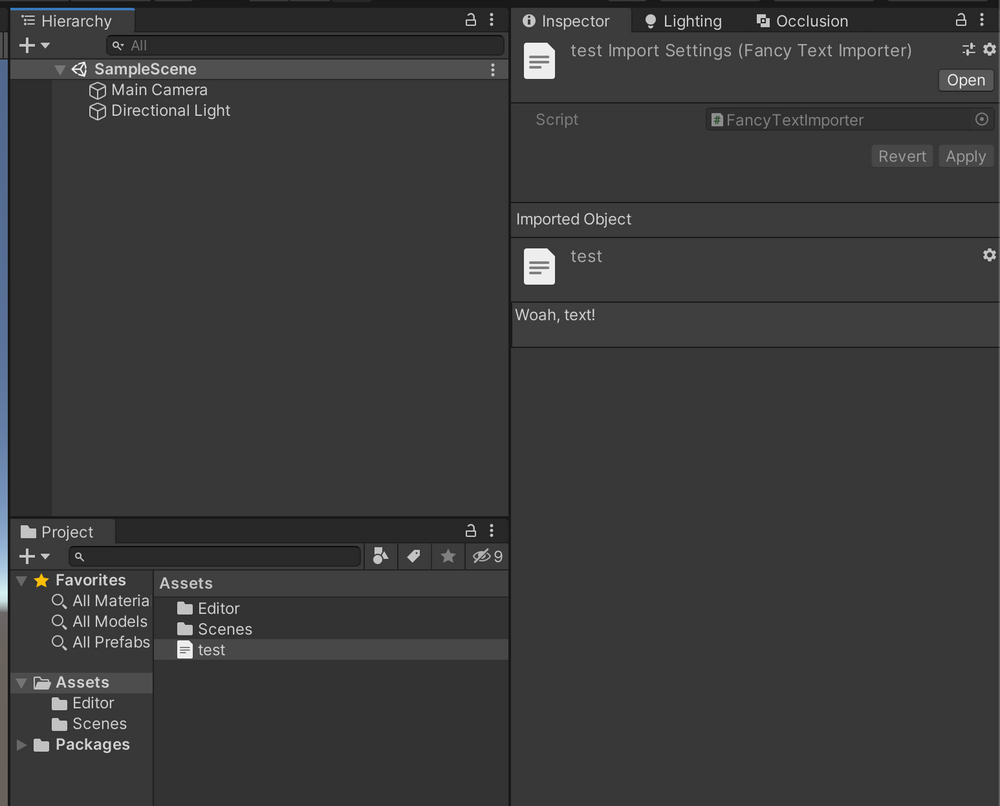 Hierarchy
All
SampleScene
Main Camera
Directional Light
Project
9
Favorites
All Materia
All Models
All Prefabs
Assets
Editor
Scenes
Packages
Assets
Editor
Scenes
test
Inspector Lighting Occlusion
test Import Settings (Fancy Text Importer)
Open
Script FancyTextImporter
Revert Apply
Imported Object
test
Woah, text!